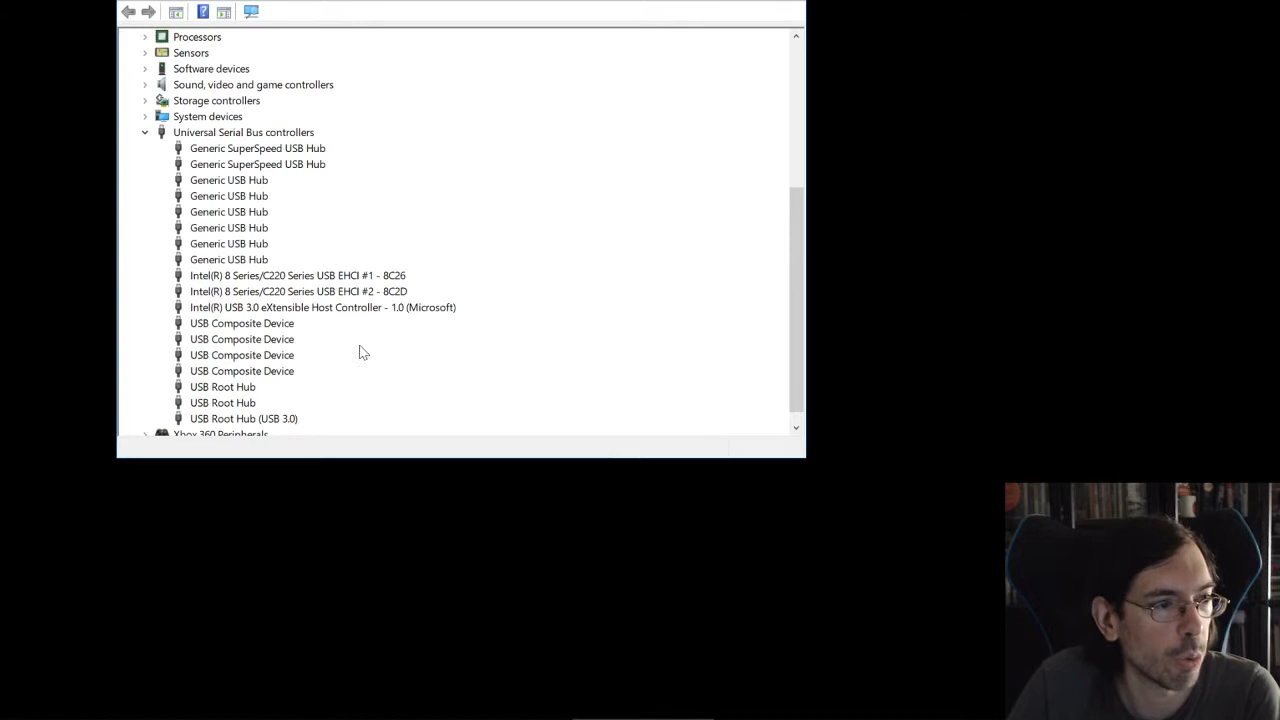 Processors
Sensors
Software devices
Sound, video and game controllers
Storage controllers
System devices
Universal Serial Bus controllers
Generic SuperSpeed USB Hub
Generic SuperSpeed USB Hub
Generic USB Hub
Generic USB Hub
Generic USB Hub
Generic USB Hub
Generic USB Hub
Generic USB Hub
Intel(R) 8 Series/C220 Series USB EHCI #1 - 8C26
Intel(R) 8 Series/C220 Series USB EHCI #2 - 8C2D
Intel(R) USB 3.0 eXtensible Host Controller - 1.0 (Microsoft)
USB Composite Device
USB Composite Device
USB Composite Device
USB Composite Device
USB Root Hub
USB Root Hub
USB Root Hub (USB 3.0)
Xbox 360 Peripherals